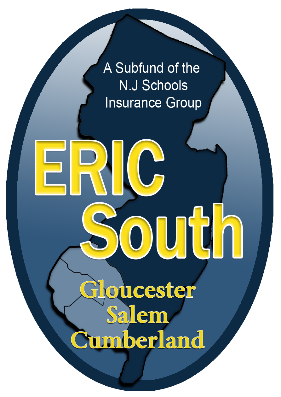 A Subfund of the
N.J Schools
Insurance Group
ERIC
South
Gloucester
Salem
Cumberland